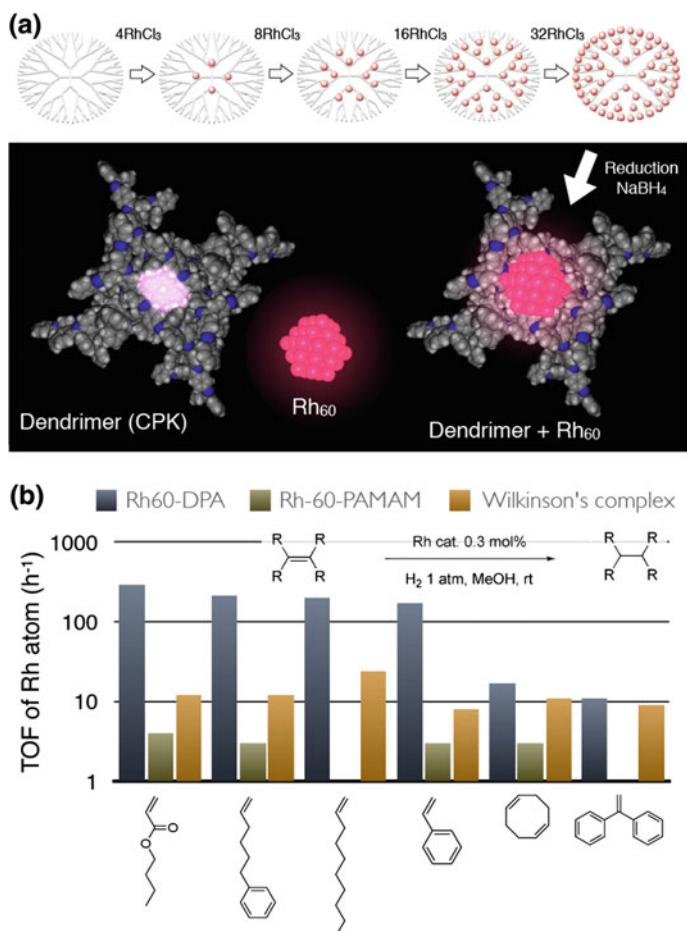 (a)
4RhCl₃ 8RhCl₃ 16RhCl₃ 32RhCl₃
Reduction
NaBH₄
Dendrimer (CPK)
Rh₆₀
Dendrimer + Rh₆₀
(b)
Rh60-DPA Rh-60-PAMAM Wilkinson's complex
TOF of Rh atom (h⁻¹)
1000
100
10
1
R R
R R
Rh cat. 0.3 mol%
H₂ 1 atm, MeOH, rt
R R
R R
O
O